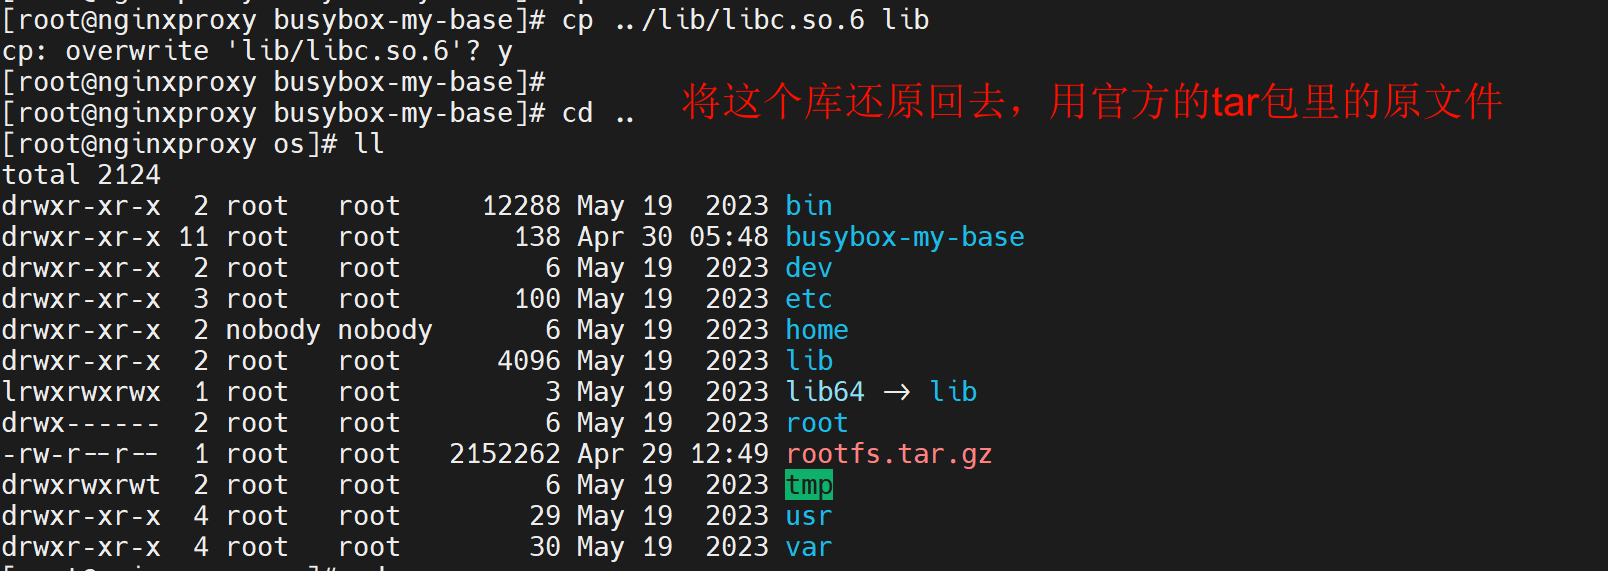 [root@nginxproxy busybox-my-base]# cp ../lib/libc.so.6 lib
cp: overwrite 'lib/libc.so.6'? y
[root@nginxproxy busybox-my-base]#
将这个库还原回去，用官方的tar包里的原文件
[root@nginxproxy busybox-my-base]# cd ..
[root@nginxproxy os]# ll
total 2124
drwxr-xr-x  2 root   root     12288 May 19  2023 bin
drwxr-xr-x 11 root   root       138 Apr 30 05:48 busybox-my-base
drwxr-xr-x  2 root   root         6 May 19  2023 dev
drwxr-xr-x  3 root   root       100 May 19  2023 etc
drwxr-xr-x  2 nobody nobody       6 May 19  2023 home
drwxr-xr-x  2 root   root      4096 May 19  2023 lib
lrwxrwxrwx  1 root   root         3 May 19  2023 lib64 -> lib
drwx------  2 root   root         6 May 19  2023 root
-rw-r--r--  1 root   root   2152262 Apr 29 12:49 rootfs.tar.gz
drwxrwxrwt  2 root   root         6 May 19  2023 tmp
drwxr-xr-x  4 root   root        29 May 19  2023 usr
drwxr-xr-x  4 root   root        30 May 19  2023 var